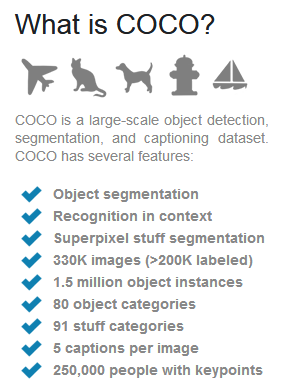 What is COCO?
COCO is a large-scale object detection,
segmentation, and captioning dataset.
COCO has several features:
Object segmentation
Recognition in context
Superpixel stuff segmentation
330K images (>200K labeled)
1.5 million object instances
80 object categories
91 stuff categories
5 captions per image
250,000 people with keypoints